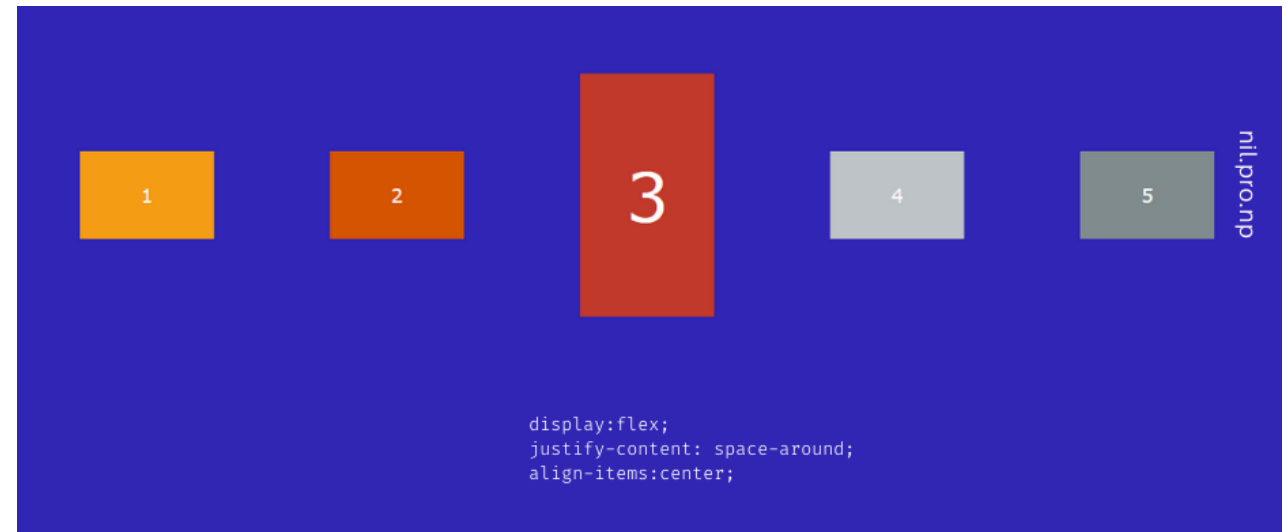 1
2
3
4
5
nil.pro.np
display:flex;
justify-content: space-around;
align-items:center;